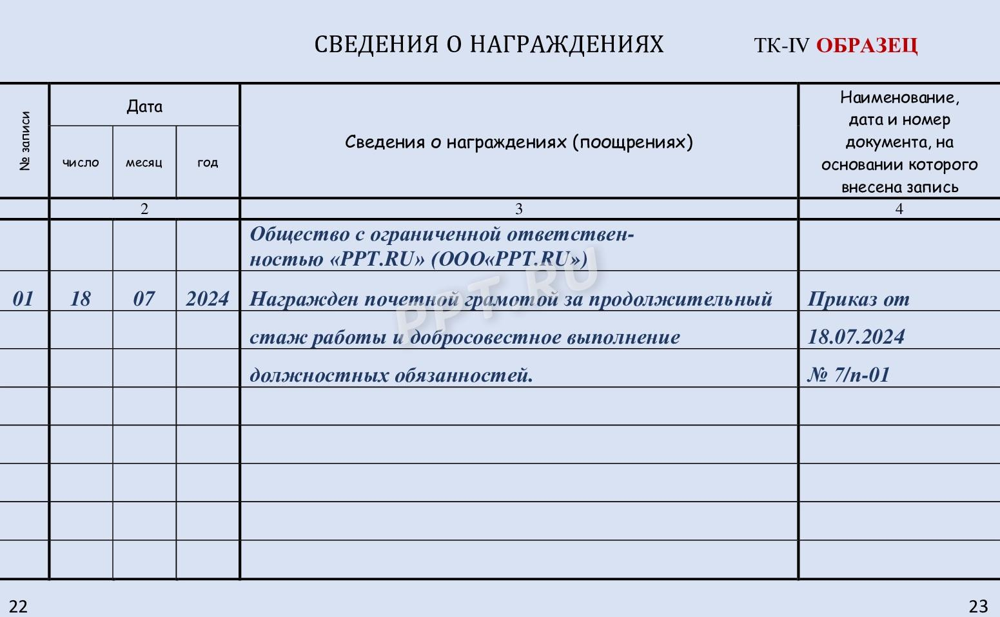 СВЕДЕНИЯ О НАГРАЖДЕНИЯХ ТК-IV ОБРАЗЕЦ
№ записи
Дата
число месяц год
Сведения о награждениях (поощрениях)
Наименование,
дата и номер
документа, на
основании которого
внесена запись
2 3 4
Общество с ограниченной ответствен-
ностью «PPT.RU» (ООО«PPT.RU»)
01 18 07 2024 Награжден почетной грамотой за продолжительный Приказ от
стаж работы и добросовестное выполнение 18.07.2024
должностных обязанностей. № 7/п-01
PPT.RU
22 23